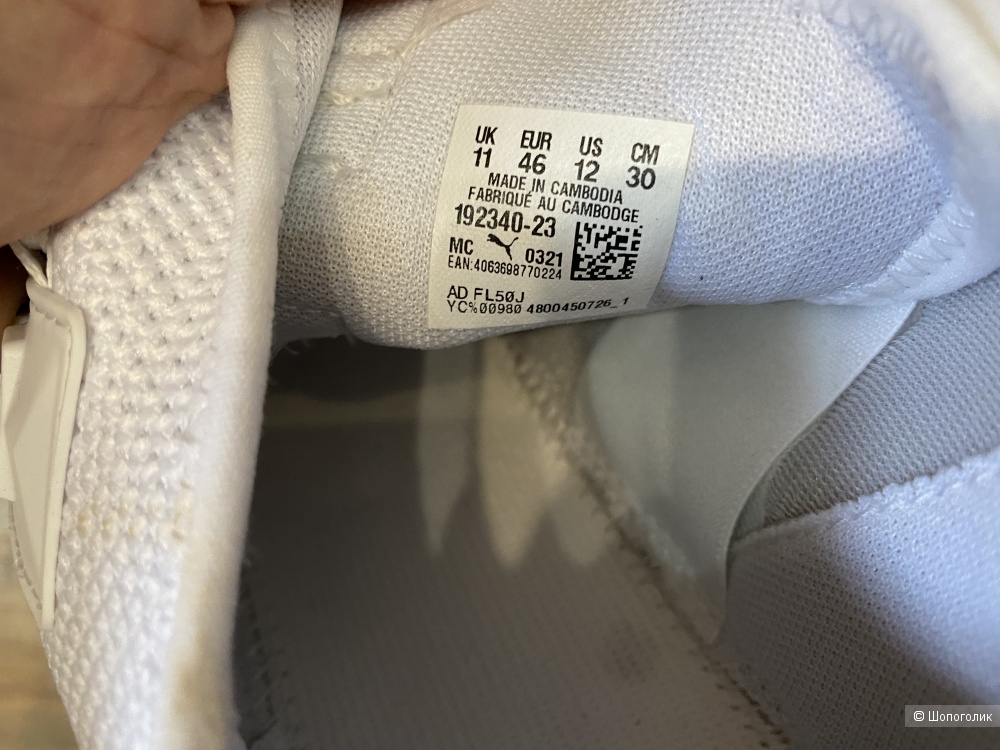 UK EUR US CM
11 46 12 30
MADE IN CAMBODIA
FABRIQUÉ AU CAMBODGE
192340-23
MC 0321
EAN:4063698770224
AD FL50J
YC%00980 4800450726_1
© Шопоголик